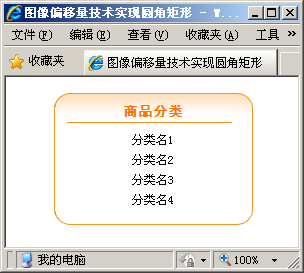 图像偏移量技术实现圆角矩形 - W...
文件(F) 编辑(E) 查看(V) 收藏夹(A) 工具 »
收藏夹 图像偏移量技术实现圆角矩形
商品分类
分类名1
分类名2
分类名3
分类名4
我的电脑 100%